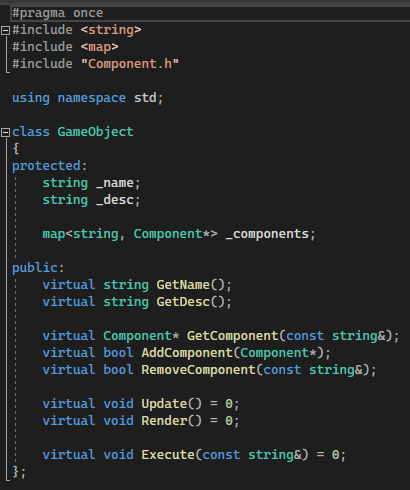 #pragma once
#include <string>
#include <map>
#include "Component.h"
using namespace std;
class GameObject
{
protected:
string _name;
string _desc;
map<string, Component*> _components;
public:
virtual string GetName();
virtual string GetDesc();
virtual Component* GetComponent(const string&);
virtual bool AddComponent(Component*);
virtual bool RemoveComponent(const string&);
virtual void Update() = 0;
virtual void Render() = 0;
virtual void Execute(const string&) = 0;
};